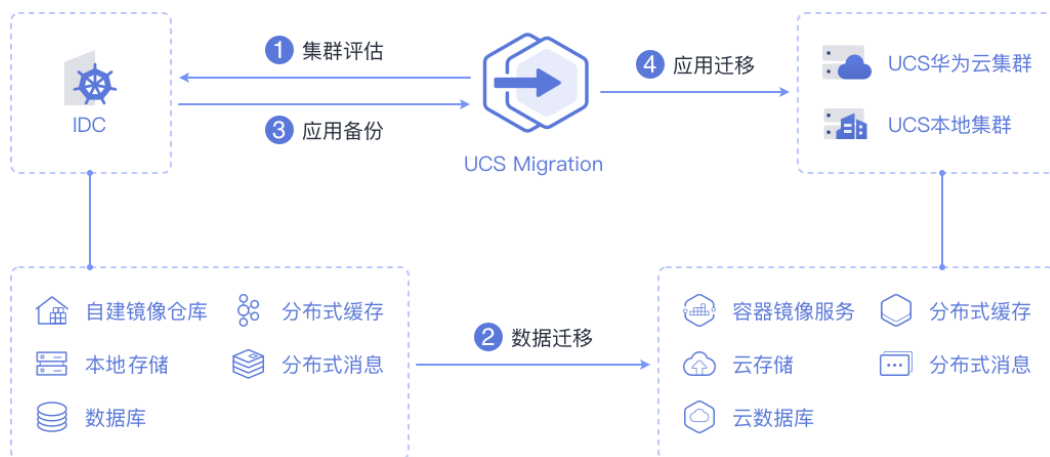 1 集群评估
IDC
3 应用备份
UCS Migration
4 应用迁移
UCS华为云集群
UCS本地集群
自建镜像仓库
分布式缓存
本地存储
分布式消息
数据库
2 数据迁移
容器镜像服务
分布式缓存
云存储
分布式消息
云数据库